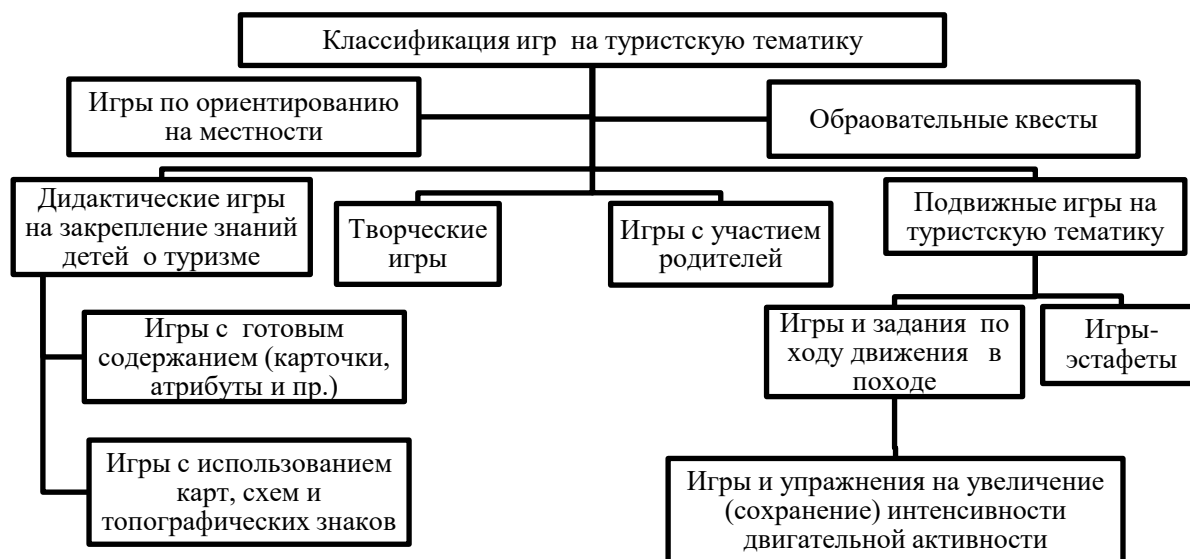 Классификация игр на туристскую тематику
Игры по ориентированию
на местности
Обраовательные квесты
Дидактические игры
на закрепление знаний
детей о туризме
Творческие
игры
Игры с участием
родителей
Подвижные игры на
туристскую тематику
Игры с готовым
содержанием (карточки,
атрибуты и пр.)
Игры и задания по
ходу движения в
походе
Игры-
эстафеты
Игры с использованием
карт, схем и
топографических знаков
Игры и упражнения на увеличение
(сохранение) интенсивности
двигательной активности